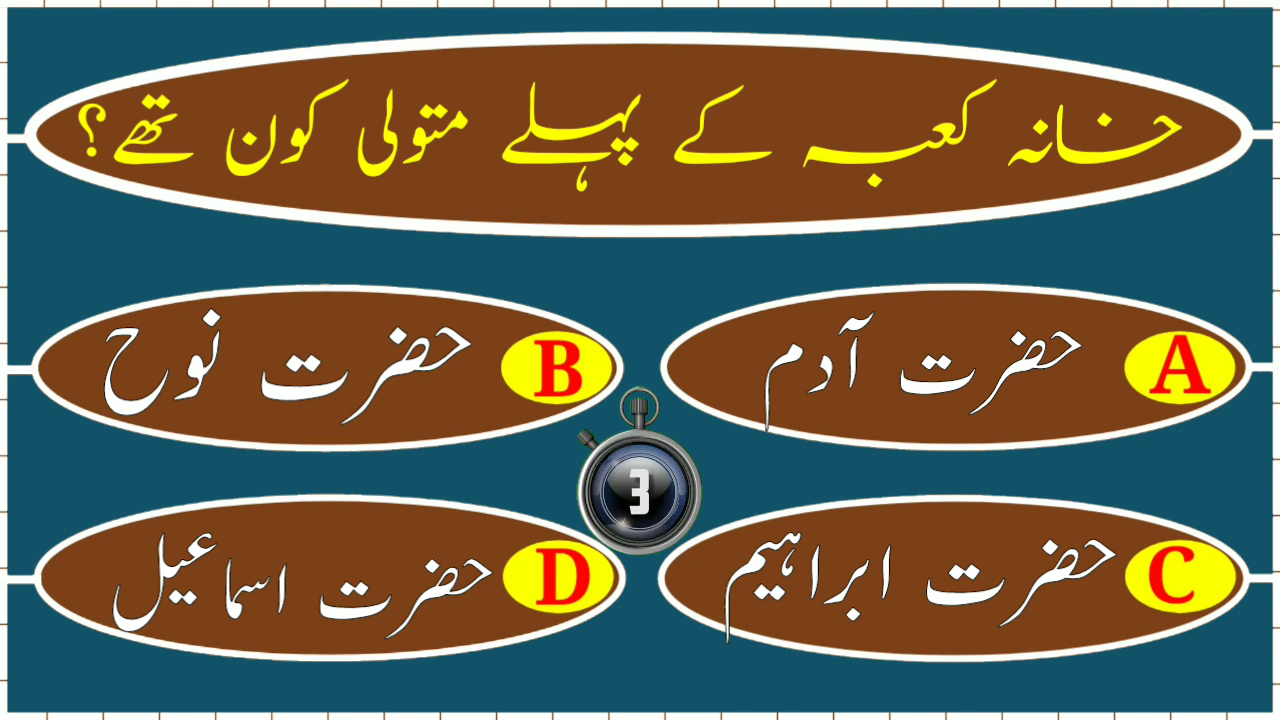 خانہ کعبہ کے پہلے متولی کون تھے؟
A حضرت آدم
B حضرت نوح
3
C حضرت ابراہیم
D حضرت اسماعیل